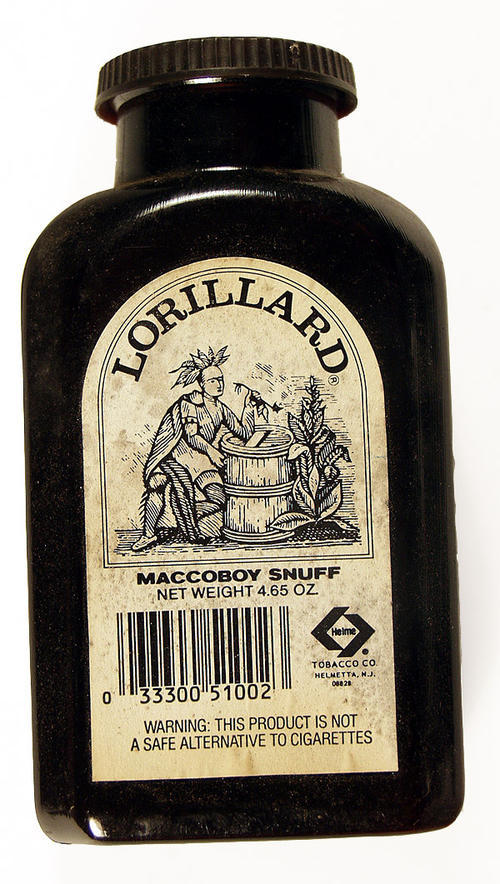 LORILLARD®
MACCOBOY SNUFF
NET WEIGHT 4.65 OZ.
0 33300 51002
Helme®
TOBACCO CO.
HELMETTA, N.J.
08828
WARNING: THIS PRODUCT IS NOT
A SAFE ALTERNATIVE TO CIGARETTES